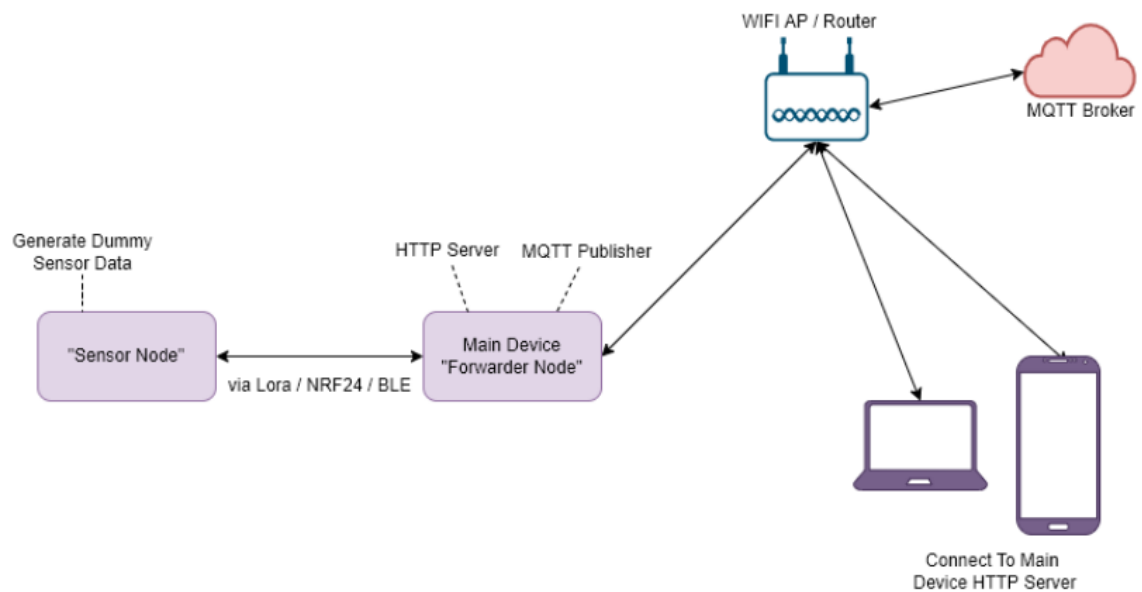 WIFI AP / Router
MQTT Broker
Generate Dummy
Sensor Data
HTTP Server
MQTT Publisher
"Sensor Node"
Main Device
"Forwarder Node"
via Lora / NRF24 / BLE
Connect To Main
Device HTTP Server